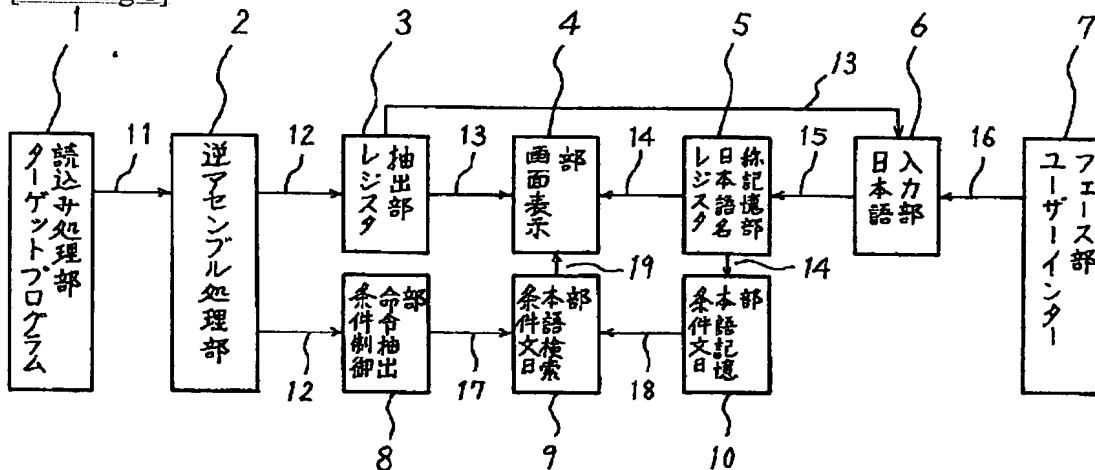 1
2
3
4
5
6
7
13
ターゲットプログラム
読込み処理部
11
逆アセンブル処理部
12
レジスタ
抽出部
13
画面表示
部
14
レジスタ
日本語名
称記憶部
15
日本語
入力部
16
ユーザーインター
フェース部
19
14
12
条件制御
命令抽出
部
17
条件文日
本語検索
部
18
条件文日
本語記憶
部
8
9
10